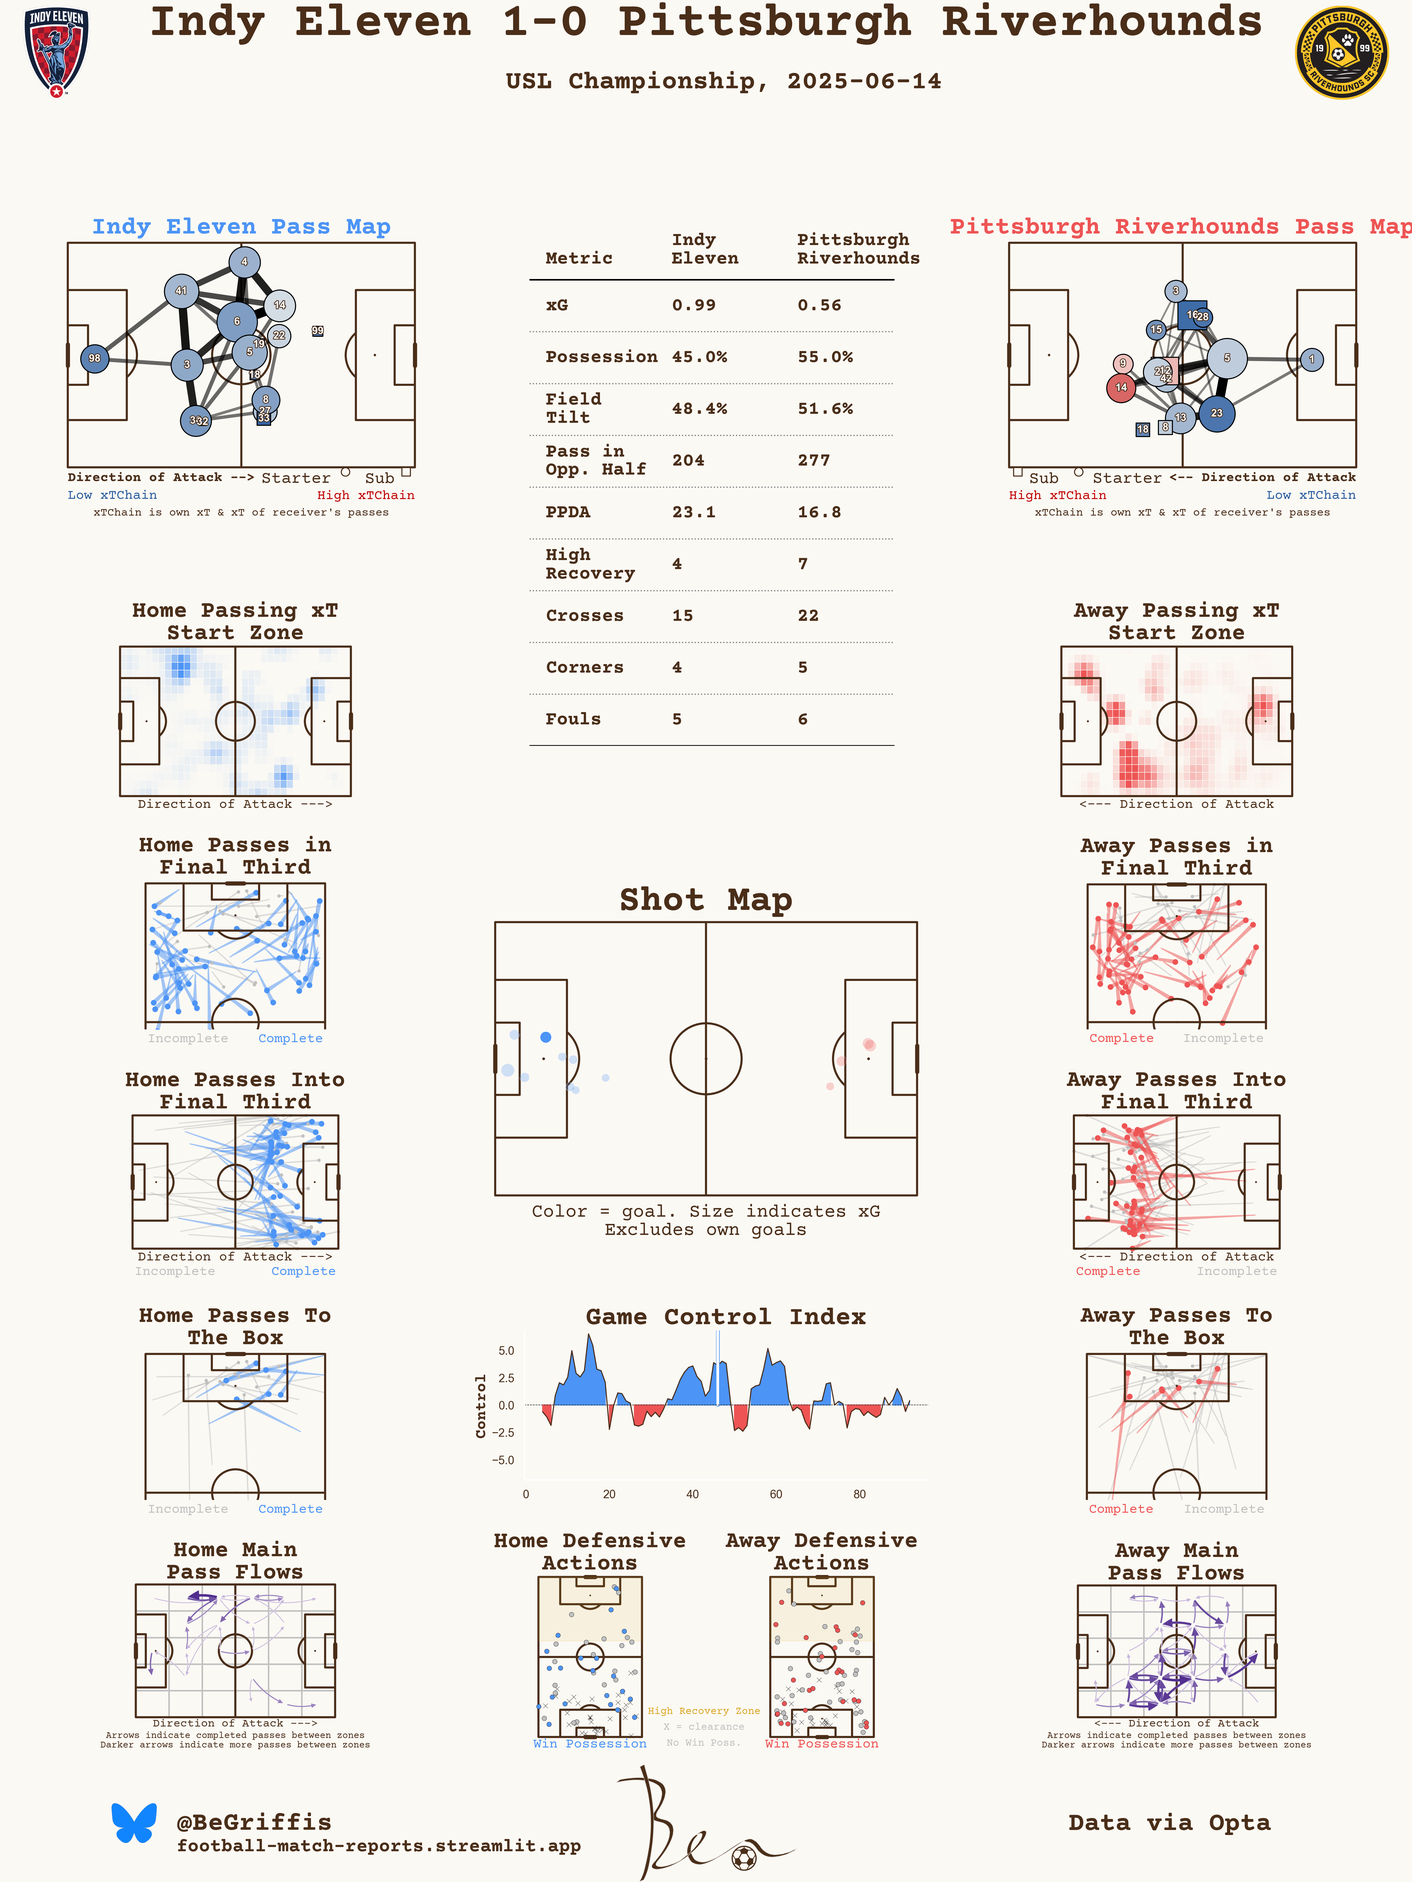 Indy Eleven 1-0 Pittsburgh Riverhounds
USL Championship, 2025-06-14
INDY ELEVEN
PITTSBURGH
19 99
RIVERHOUNDS SC
Indy Eleven Pass Map
4
41
14
6
22
99
19
5
98
3
18
8
27
33
32
Direction of Attack --> Starter Sub
Low xTChain High xTChain
xTChain is own xT & xT of receiver's passes
Metric Indy Eleven Pittsburgh Riverhounds
xG 0.99 0.56
Possession 45.0% 55.0%
Field Tilt 48.4% 51.6%
Pass in Opp. Half 204 277
PPDA 23.1 16.8
High Recovery 4 7
Crosses 15 22
Corners 4 5
Fouls 5 6
Pittsburgh Riverhounds Pass Map
3
16
28
15
9
5
1
12
42
14
13
23
18
8
Sub Starter <-- Direction of Attack
High xTChain Low xTChain
xTChain is own xT & xT of receiver's passes
Home Passing xT
Start Zone
Direction of Attack --->
Away Passing xT
Start Zone
<--- Direction of Attack
Home Passes in
Final Third
Incomplete Complete
Away Passes in
Final Third
Complete Incomplete
Shot Map
Color = goal. Size indicates xG
Excludes own goals
Home Passes Into
Final Third
Direction of Attack --->
Incomplete Complete
Away Passes Into
Final Third
<--- Direction of Attack
Complete Incomplete
Home Passes To
The Box
Incomplete Complete
Game Control Index
Control
5.0
2.5
0.0
−2.5
−5.0
0 20 40 60 80
Away Passes To
The Box
Complete Incomplete
Home Main
Pass Flows
Direction of Attack --->
Arrows indicate completed passes between zones
Darker arrows indicate more passes between zones
Home Defensive
Actions
Win Possession
High Recovery Zone
X = clearance
No Win Poss.
Away Defensive
Actions
Win Possession
Away Main
Pass Flows
<--- Direction of Attack
Arrows indicate completed passes between zones
Darker arrows indicate more passes between zones
@BeGriffis
football-match-reports.streamlit.app
Ben
Data via Opta